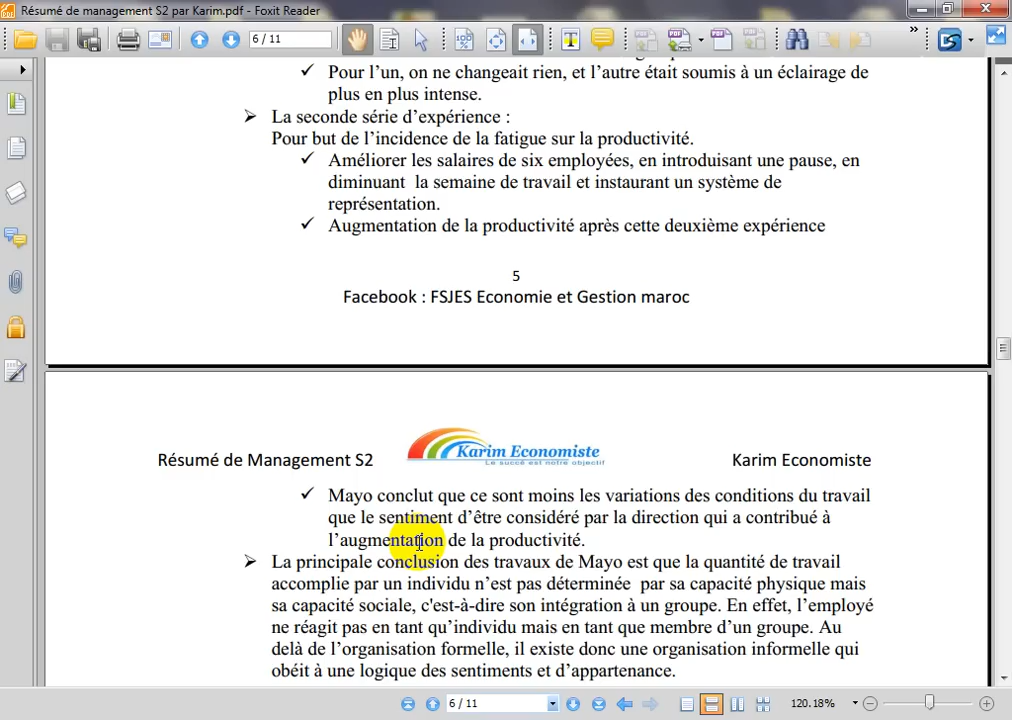 Résumé de management S2 par Karim.pdf - Foxit Reader
6 / 11
Pour l’un, on ne changeait rien, et l’autre était soumis à un éclairage de
plus en plus intense.
La seconde série d’expérience :
Pour but de l’incidence de la fatigue sur la productivité.
Améliorer les salaires de six employées, en introduisant une pause, en
diminuant la semaine de travail et instaurant un système de
représentation.
Augmentation de la productivité après cette deuxième expérience
5
Facebook : FSJES Economie et Gestion maroc
Karim Economiste
Le succé est notre objectif
Résumé de Management S2 Karim Economiste
Mayo conclut que ce sont moins les variations des conditions du travail
que le sentiment d’être considéré par la direction qui a contribué à
l’augmentation de la productivité.
La principale conclusion des travaux de Mayo est que la quantité de travail
accomplie par un individu n’est pas déterminée par sa capacité physique mais
sa capacité sociale, c'est-à-dire son intégration à un groupe. En effet, l’employé
ne réagit pas en tant qu’individu mais en tant que membre d’un groupe. Au
delà de l’organisation formelle, il existe donc une organisation informelle qui
obéit à une logique des sentiments et d’appartenance.
6 / 11
120.18%